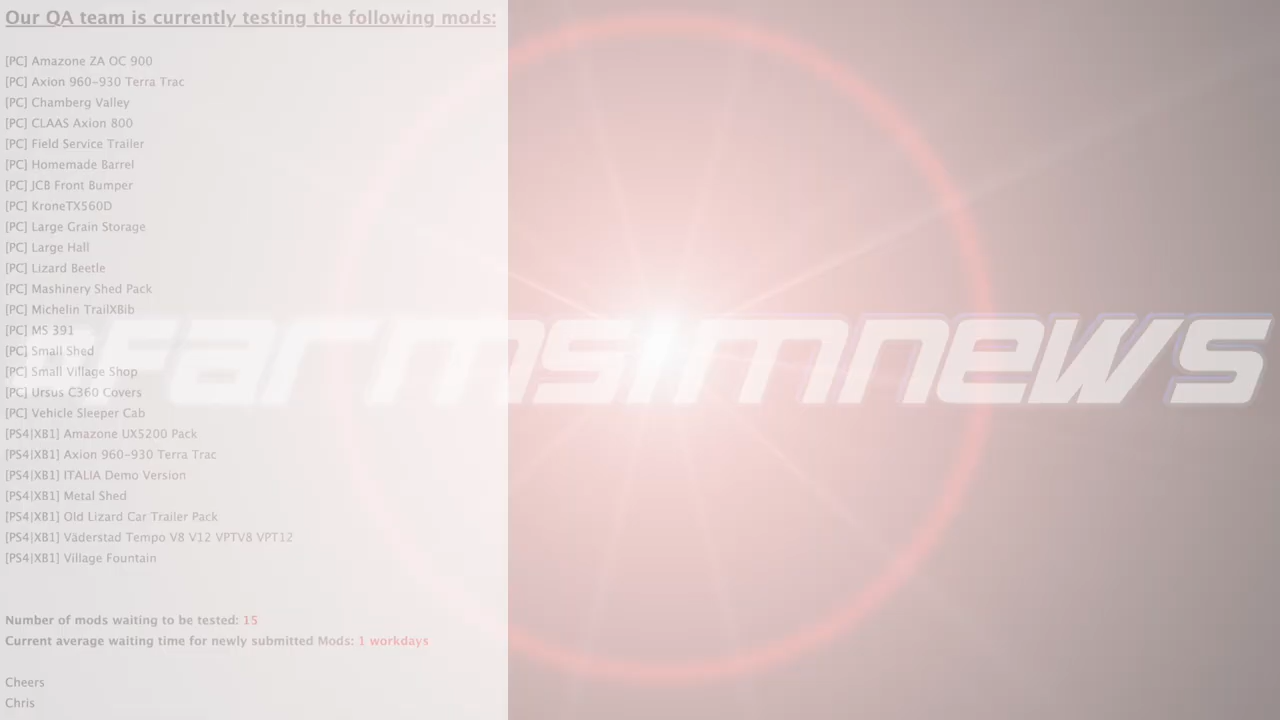 Our QA team is currently testing the following mods:
[PC] Amazone ZA OC 900
[PC] Axion 960-930 Terra Trac
[PC] Chamberg Valley
[PC] CLAAS Axion 800
[PC] Field Service Trailer
[PC] Homemade Barrel
[PC] JCB Front Bumper
[PC] KroneTX560D
[PC] Large Grain Storage
[PC] Large Hall
[PC] Lizard Beetle
[PC] Mashinery Shed Pack
[PC] Michelin TrailXBib
[PC] MS 391
[PC] Small Shed
[PC] Small Village Shop
[PC] Ursus C360 Covers
[PC] Vehicle Sleeper Cab
[PS4|XB1] Amazone UX5200 Pack
[PS4|XB1] Axion 960-930 Terra Trac
[PS4|XB1] ITALIA Demo Version
[PS4|XB1] Metal Shed
[PS4|XB1] Old Lizard Car Trailer Pack
[PS4|XB1] Väderstad Tempo V8 V12 VPTV8 VPT12
[PS4|XB1] Village Fountain
Number of mods waiting to be tested: 15
Current average waiting time for newly submitted Mods: 1 workdays
Cheers
Chris
farmsimnews